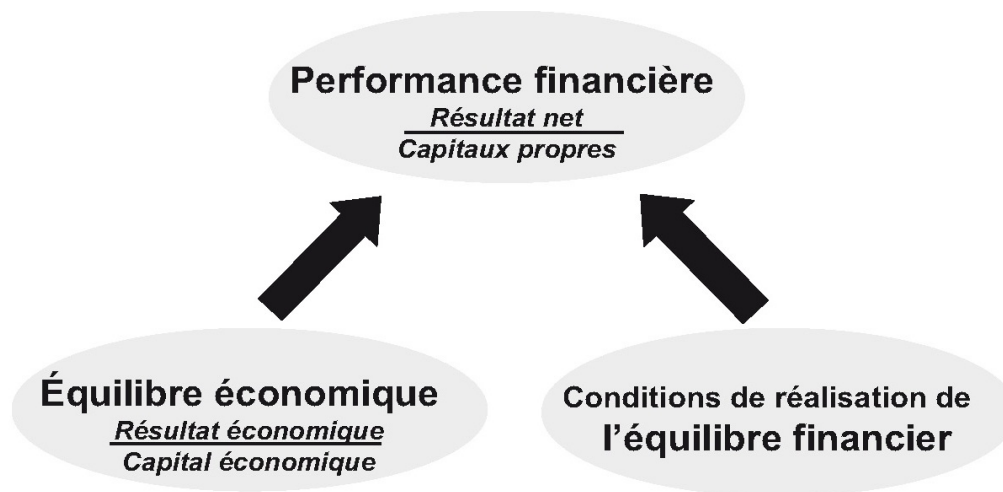 Performance financière
Résultat net
Capitaux propres
Équilibre économique
Résultat économique
Capital économique
Conditions de réalisation de
l’équilibre financier